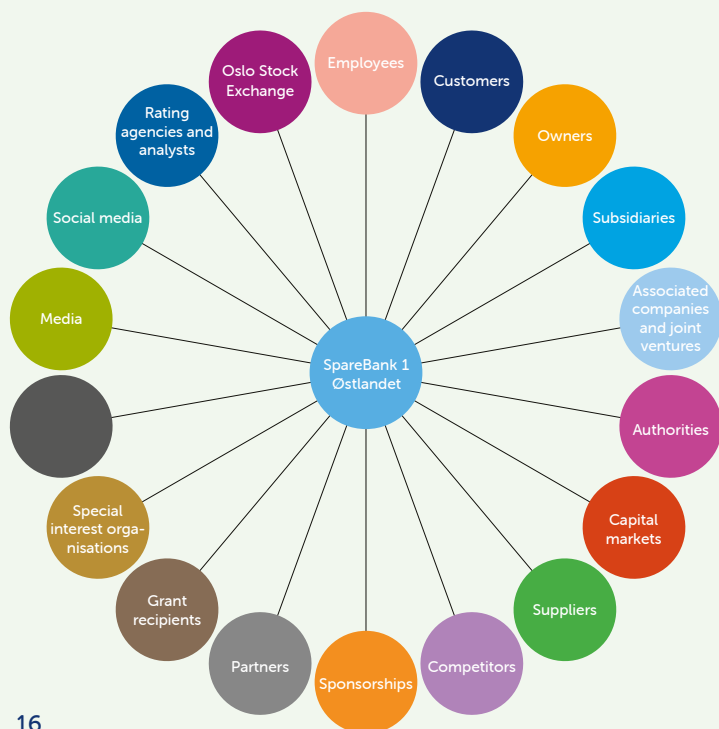 Employees
Customers
Owners
Subsidiaries
Associated
companies
and joint
ventures
Authorities
Capital
markets
Suppliers
Competitors
Sponsorships
Partners
Grant
recipients
Special
interest orga-
nisations
Media
Social media
Rating
agencies and
analysts
Oslo Stock
Exchange
SpareBank 1
Østlandet
16